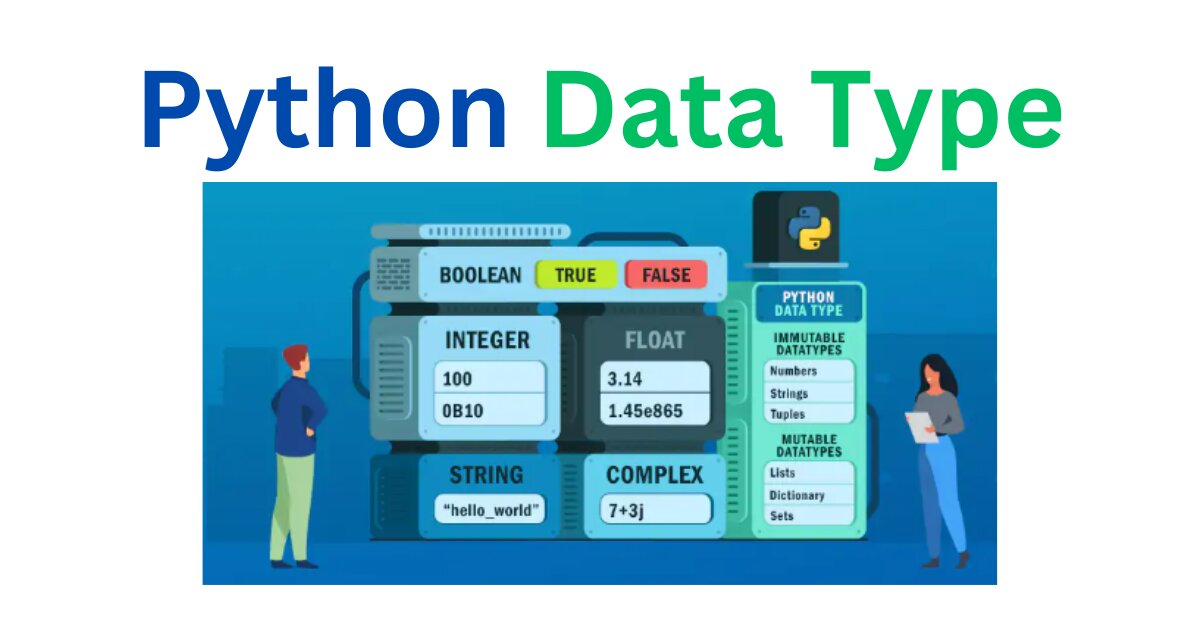 Python Data Type
BOOLEAN TRUE FALSE
INTEGER
100
0B10
FLOAT
3.14
1.45e865
STRING
“hello_world”
COMPLEX
7+3j
PYTHON
DATA TYPE
IMMUTABLE
DATATYPES
Numbers
Strings
Tuples
MUTABLE
DATATYPES
Lists
Dictionary
Sets